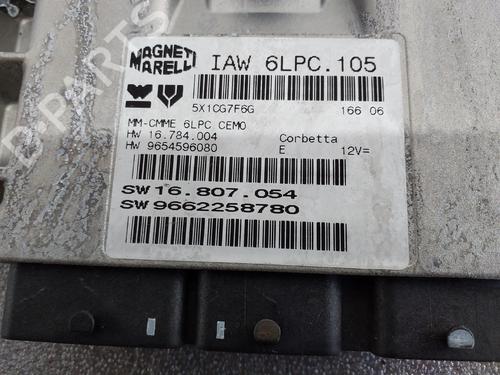 D-PARTS
MAGNETI MARELLI
IAW 6LPC.105
5X1CG7F6G 166 06
MM-CMME 6LPC CEMO
HW 16.784.004 Corbetta
HW 9654596080 E 12V=
SW 16.807.054
SW 9662258780